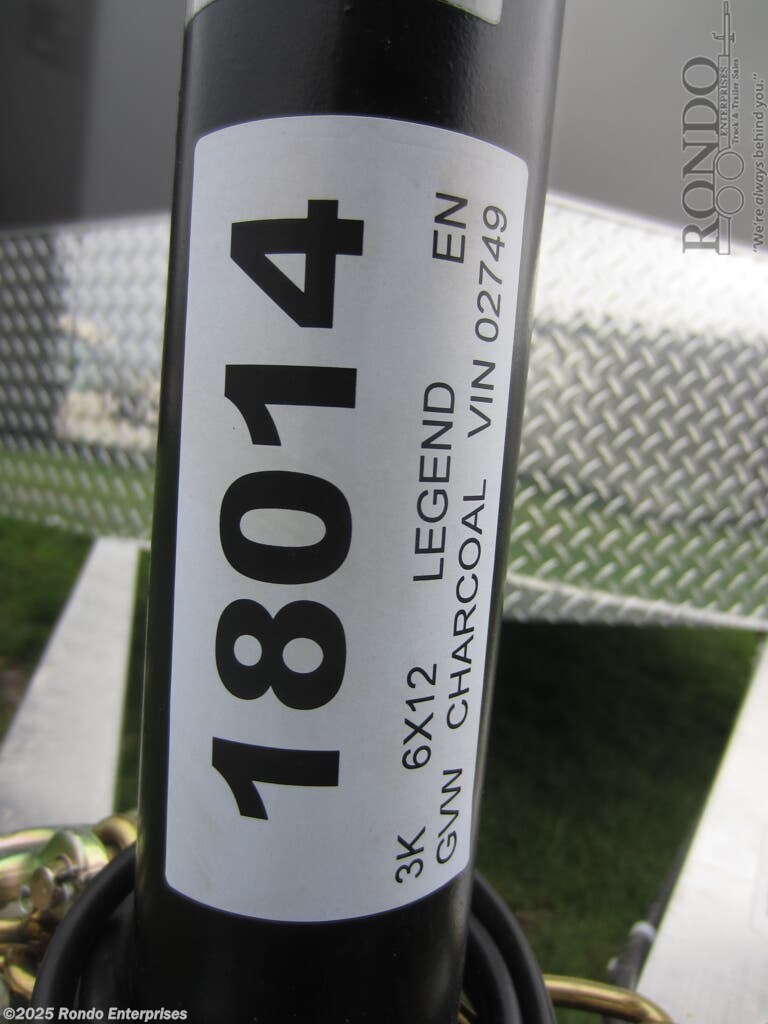 18014
3K 6X12 LEGEND EN
GVW CHARCOAL VIN 02749
RONDO
ENTERPRISES
Truck & Trailer Sales
"We're always behind you."
©2025 Rondo Enterprises